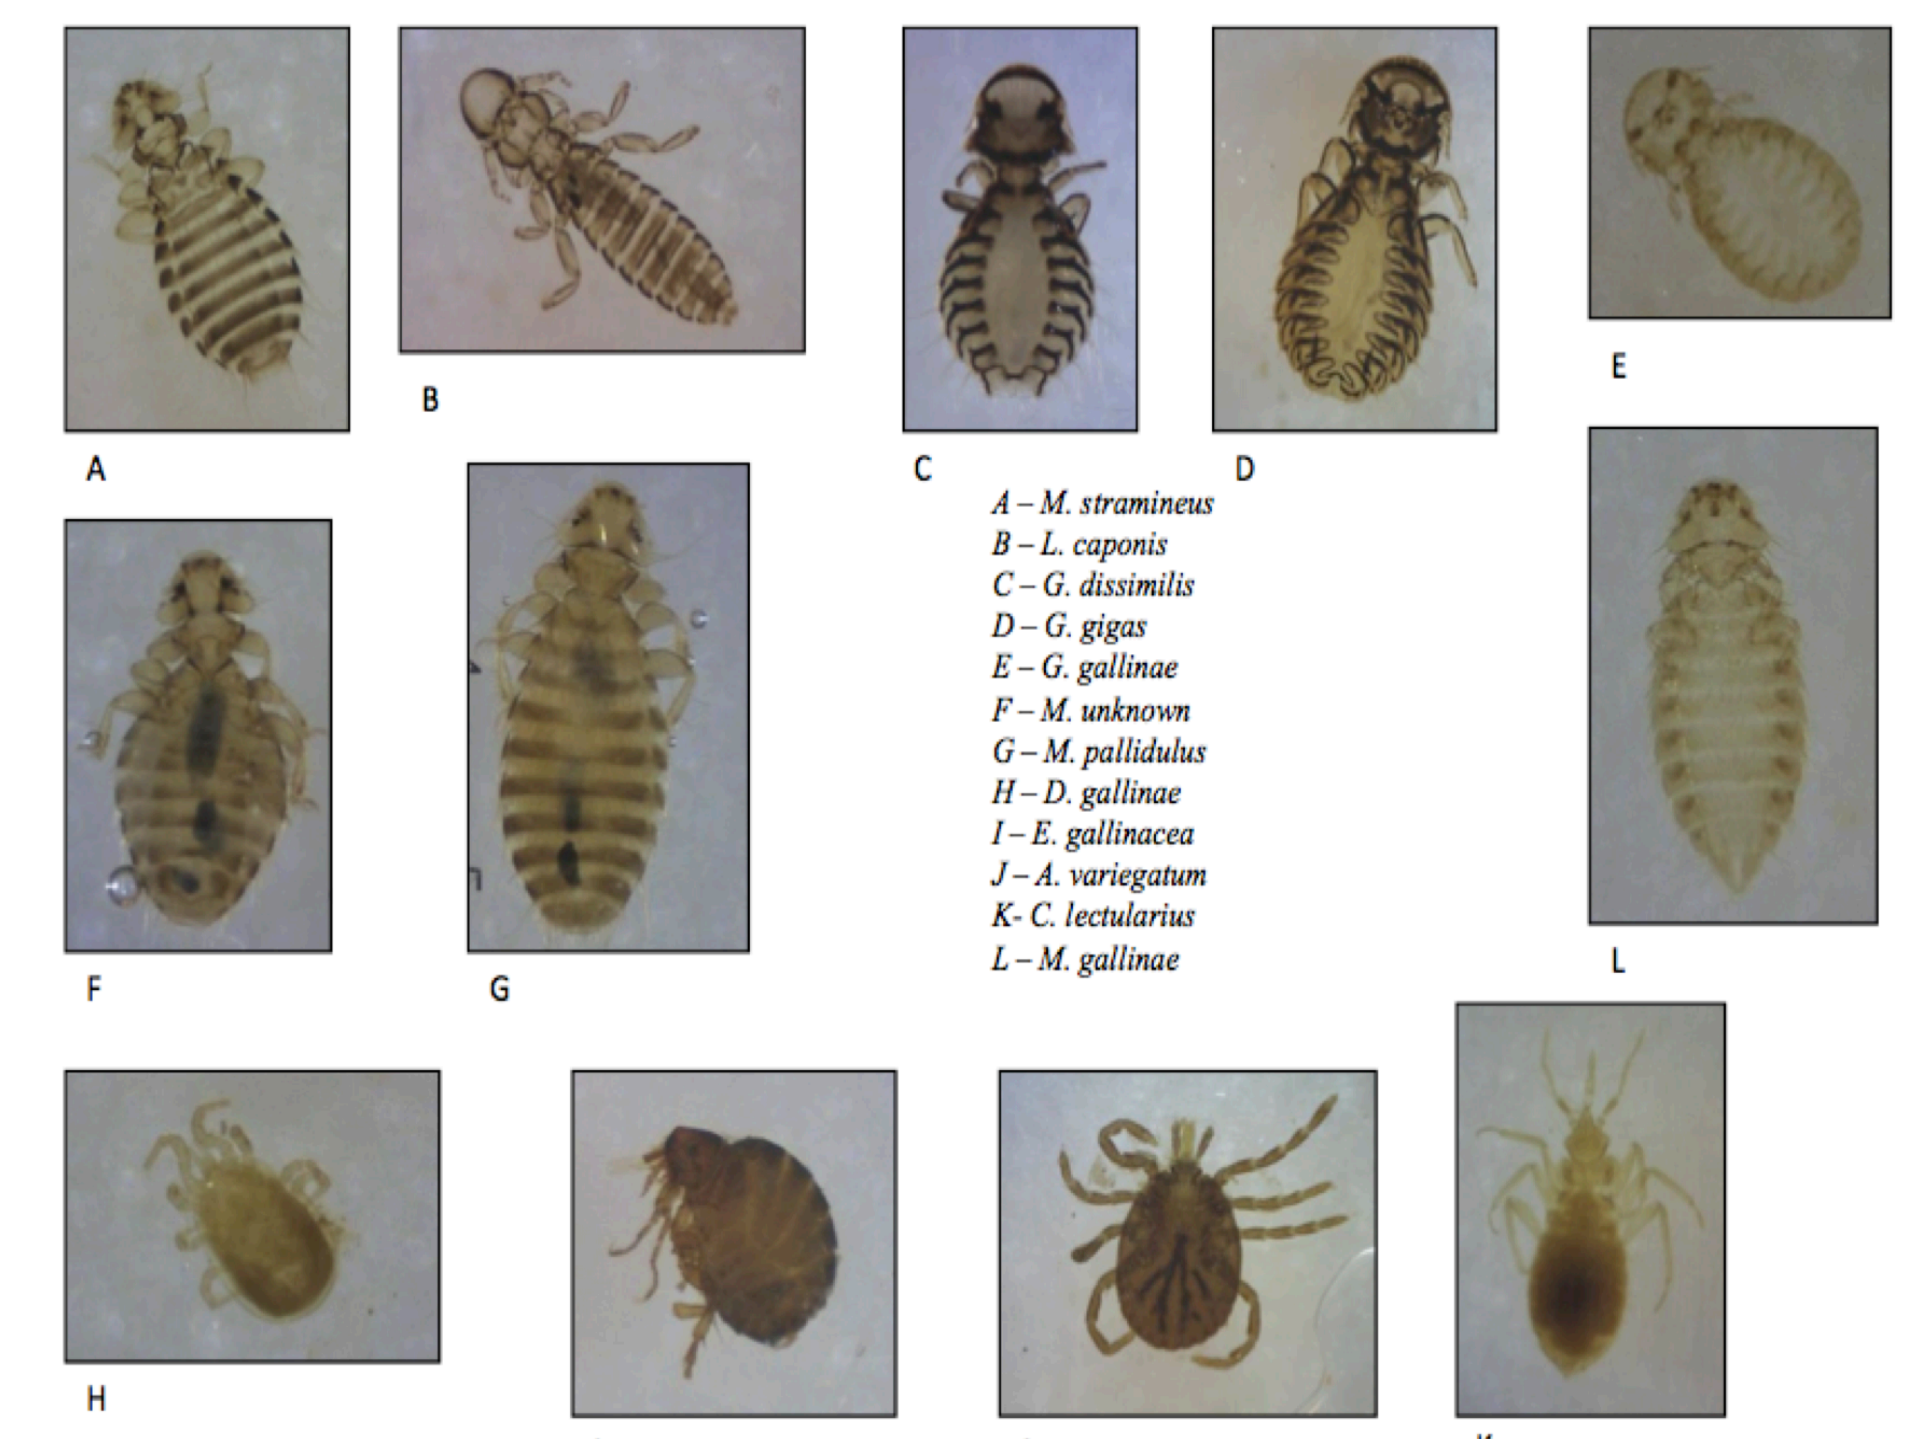 A
B
C
D
E
A – M. stramineus
B – L. caponis
C – G. dissimilis
D – G. gigas
E – G. gallinae
F – M. unknown
G – M. pallidulus
H – D. gallinae
I – E. gallinacea
J – A. variegatum
K- C. lectularius
L – M. gallinae
F
G
L
H